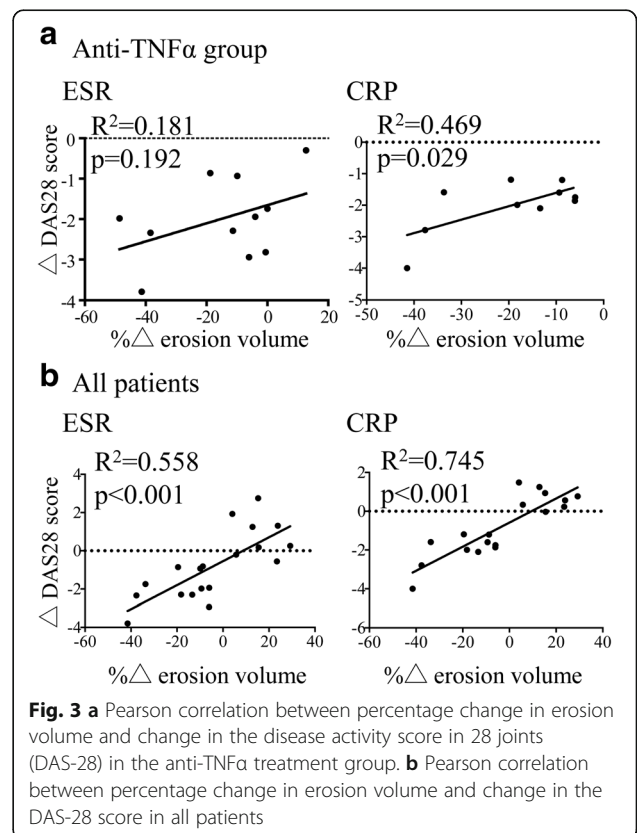 a Anti-TNFα group
ESR
CRP
R²=0.181
p=0.192
R²=0.469
p=0.029
△ DAS28 score
0
-1
-2
-3
-4
-60 -40 -20 0 20
%△ erosion volume
0
-1
-2
-3
-4
-5
-50 -40 -30 -20 -10 0
%△ erosion volume
b All patients
ESR
CRP
R²=0.558
p<0.001
R²=0.745
p<0.001
△ DAS28 score
4
2
0
-2
-4
-60 -40 -20 0 20 40
%△ erosion volume
2
0
-2
-4
-6
-60 -40 -20 0 20 40
%△ erosion volume
Fig. 3 a Pearson correlation between percentage change in erosion
volume and change in the disease activity score in 28 joints
(DAS-28) in the anti-TNFα treatment group. b Pearson correlation
between percentage change in erosion volume and change in the
DAS-28 score in all patients